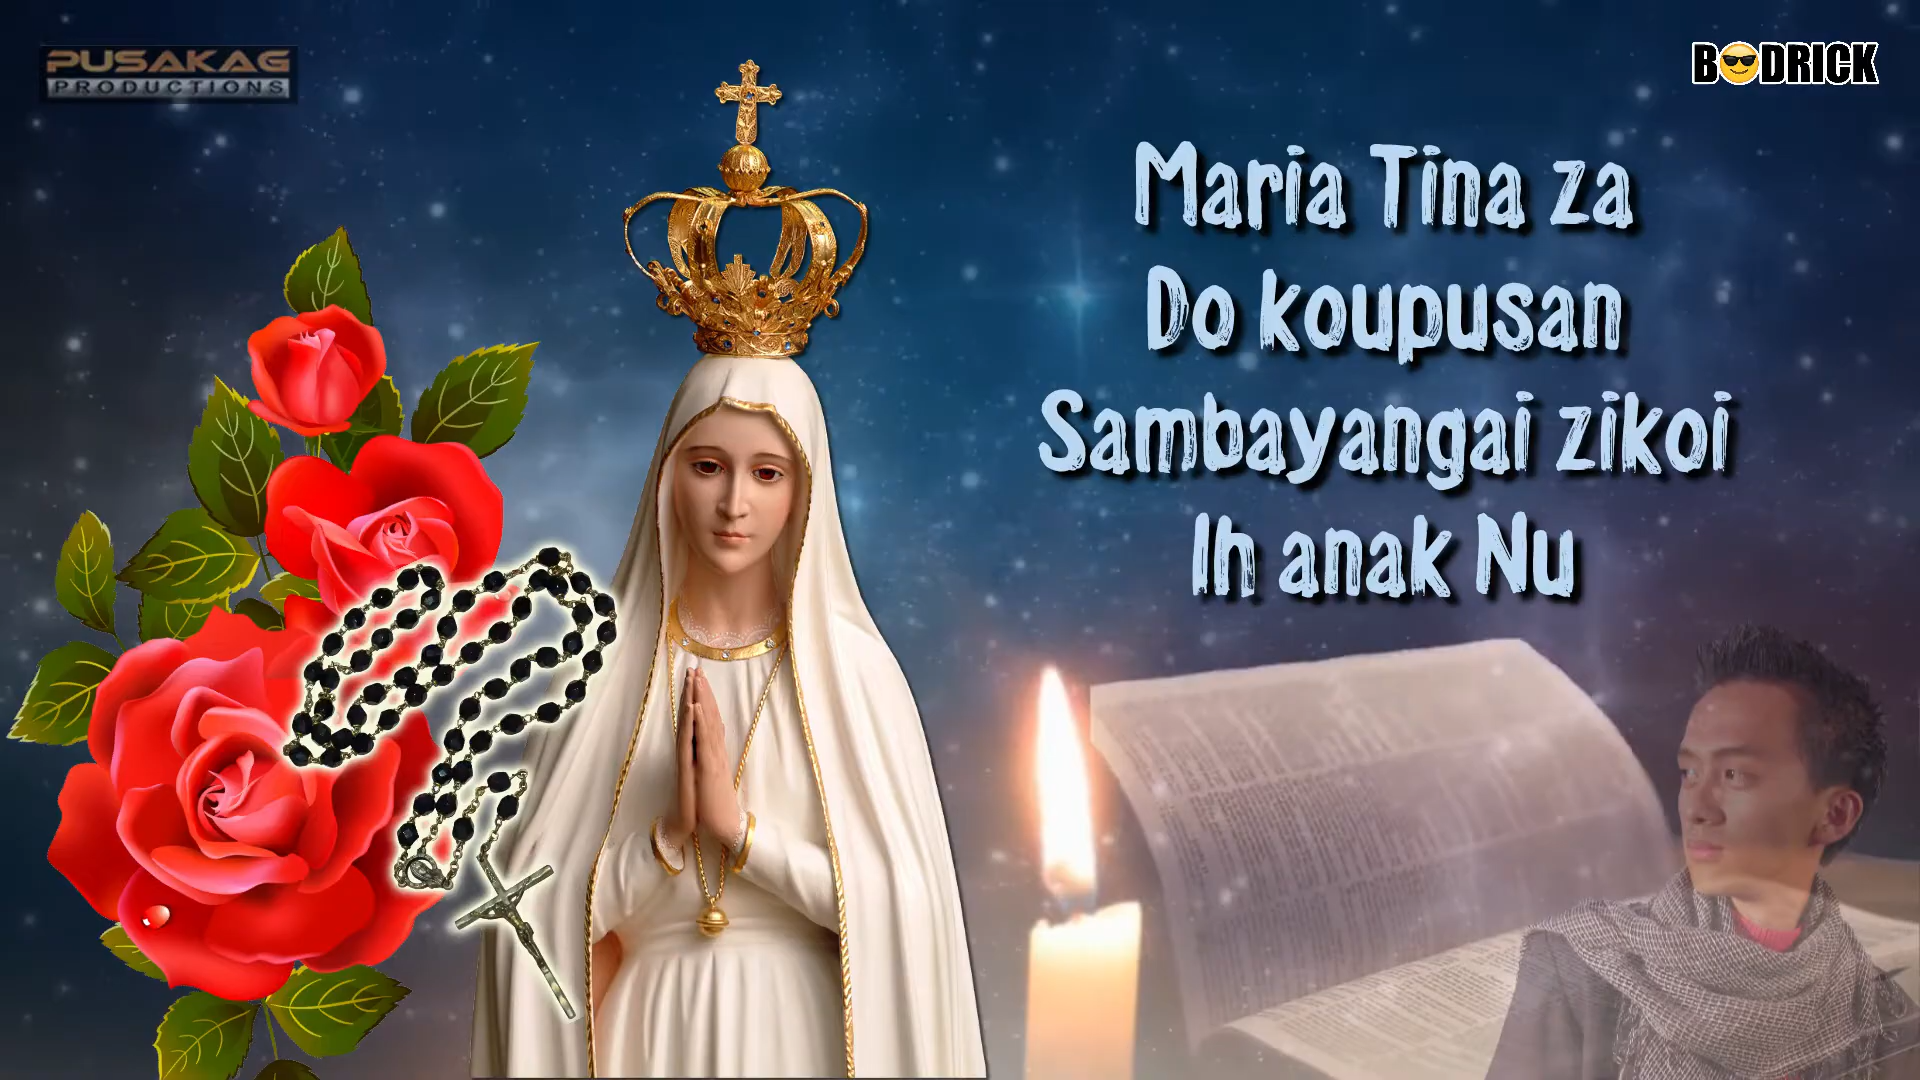 PUSAKAG
PRODUCTIONS
BODRICK
Maria Tina za
Do koupusan
Sambayangai zikoi
Ih anak Nu